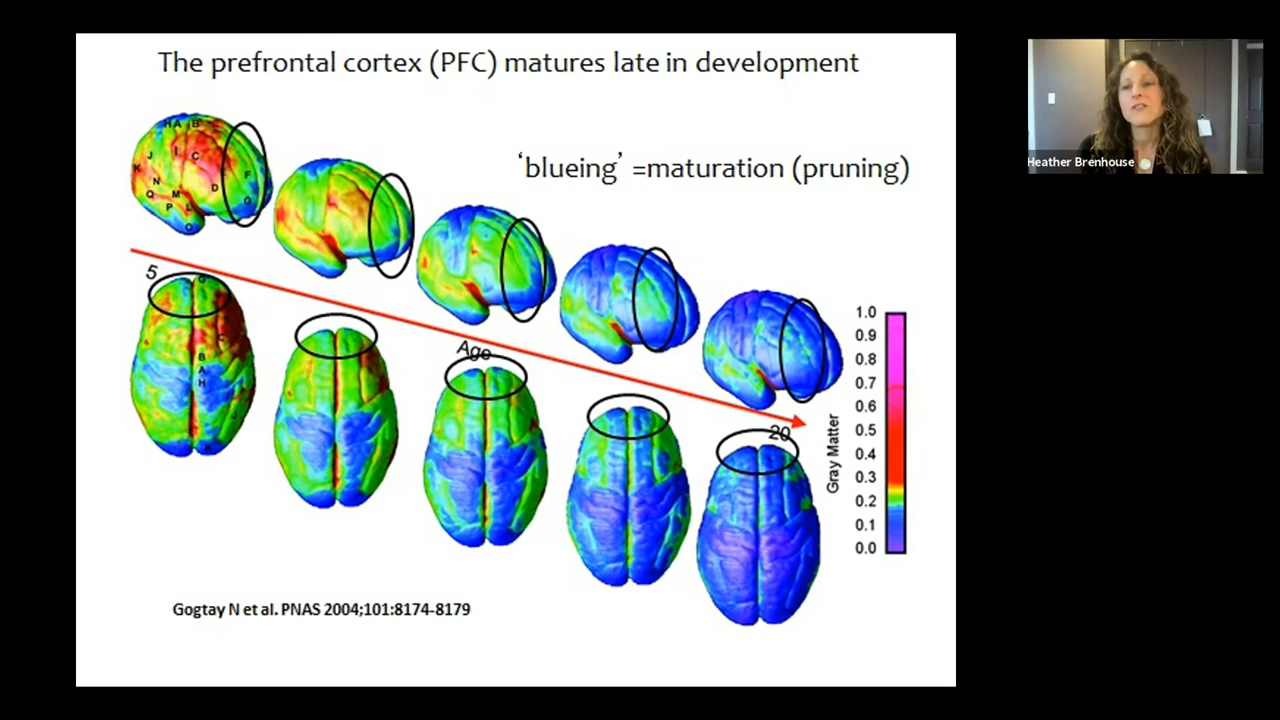 The prefrontal cortex (PFC) matures late in development
Heather Brenhouse
‘blueing’ =maturation (pruning)
H A B
J I C
K F
N D
Q M G
P L
O
5
G
C
B
A
H
J
Age
20
Gray Matter
1.0
0.9
0.8
0.7
0.6
0.5
0.4
0.3
0.2
0.1
0.0
Gogtay N et al. PNAS 2004;101:8174-8179